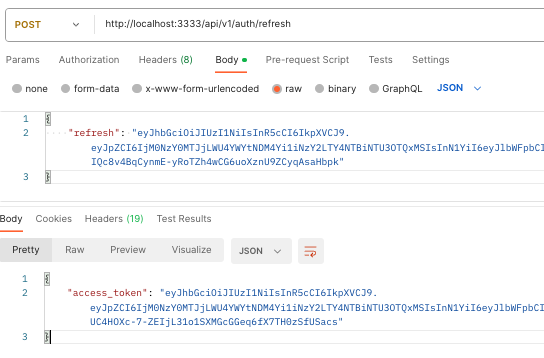 POST http://localhost:3333/api/v1/auth/refresh
Params Authorization Headers (8) Body Pre-request Script Tests Settings
none form-data x-www-form-urlencoded raw binary GraphQL JSON
1 {
2 "refresh": "eyJhbGciOiJIUzI1NiIsInR5cCI6IkpXVCJ9.
eyJpZCI6IjM0NzY0MTJjLWU4YWYtNDM4Yi1iNzY2LTY4NTBiNTU3OTQxMSIsInN1YiI6eyJlbWFpbCI
IQc8v4BqCynmE-yRoTZh4wCG6uoXznU9ZCyqAsaHbpk"
3 }
Body Cookies Headers (19) Test Results
Pretty Raw Preview Visualize JSON
1 {
2 "access_token": "eyJhbGciOiJIUzI1NiIsInR5cCI6IkpXVCJ9.
eyJpZCI6IjM0NzY0MTJjLWU4YWYtNDM4Yi1iNzY2LTY4NTBiNTU3OTQxMSIsInN1YiI6eyJlbWFpbCI
UC4HOXc-7-ZEIjL31o1SXMGcGGeq6fX7TH0zSfUSacs"
3 }